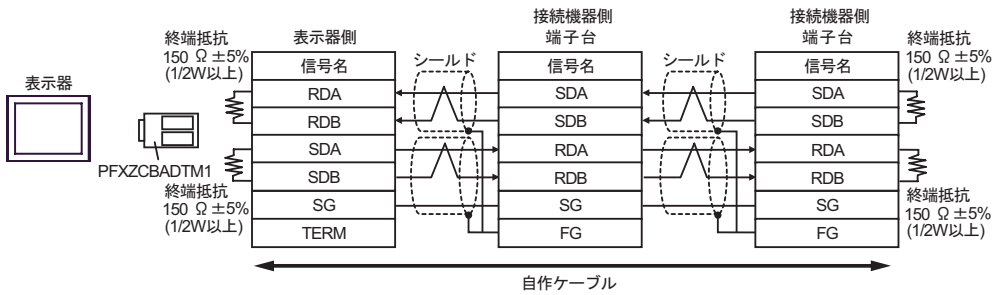 表示器
PFXZCBADTM1
終端抵抗
150 Ω ±5%
(1/2W以上)
終端抵抗
150 Ω ±5%
(1/2W以上)
表示器側
信号名
RDA
RDB
SDA
SDB
SG
TERM
シールド
接続機器側
端子台
信号名
SDA
SDB
RDA
RDB
SG
FG
シールド
接続機器側
端子台
信号名
SDA
SDB
RDA
RDB
SG
FG
終端抵抗
150 Ω ±5%
(1/2W以上)
終端抵抗
150 Ω ±5%
(1/2W以上)
自作ケーブル